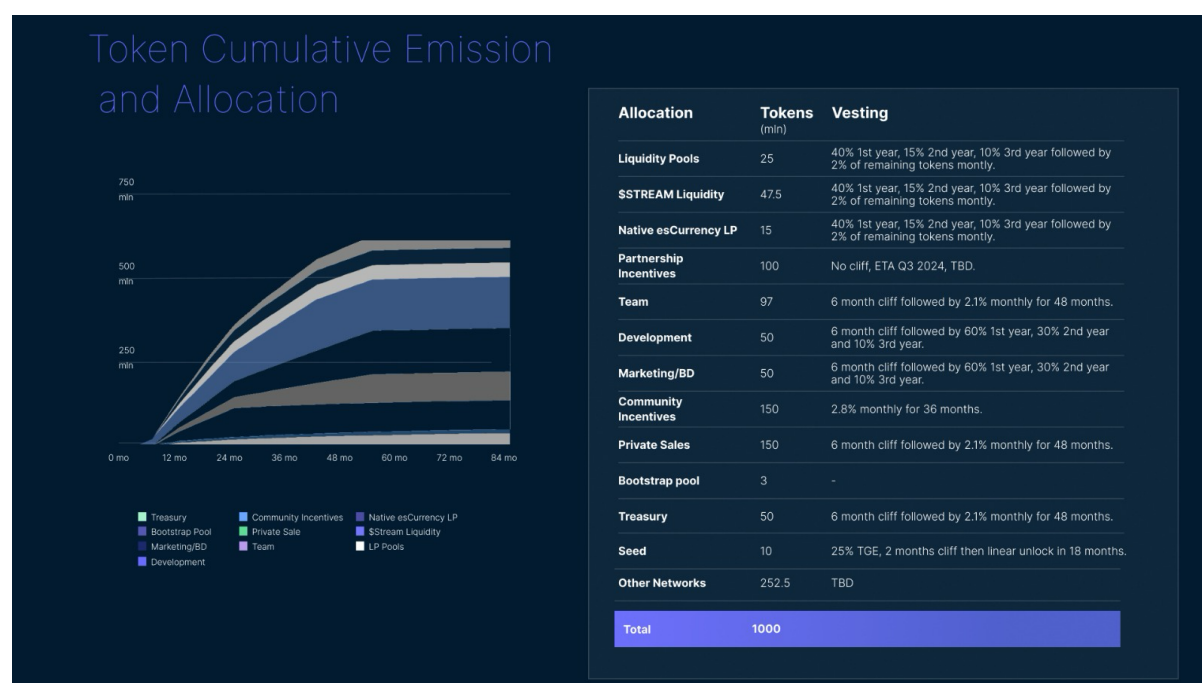 Token Cumulative Emission
and Allocation
750
mln
500
mln
250
mln
0 mo 12 mo 24 mo 36 mo 48 mo 60 mo 72 mo 84 mo
Treasury
Bootstrap Pool
Marketing/BD
Development
Community Incentives
Private Sale
Team
Native esCurrency LP
$Stream Liquidity
LP Pools
Allocation Tokens Vesting
(mln)
Liquidity Pools 25 40% 1st year, 15% 2nd year, 10% 3rd year followed by
2% of remaining tokens montly.
$STREAM Liquidity 47.5 40% 1st year, 15% 2nd year, 10% 3rd year followed by
2% of remaining tokens montly.
Native esCurrency LP 15 40% 1st year, 15% 2nd year, 10% 3rd year followed by
2% of remaining tokens montly.
Partnership
Incentives 100 No cliff, ETA Q3 2024, TBD.
Team 97 6 month cliff followed by 2.1% monthly for 48 months.
Development 50 6 month cliff followed by 60% 1st year, 30% 2nd year
and 10% 3rd year.
Marketing/BD 50 6 month cliff followed by 60% 1st year, 30% 2nd year
and 10% 3rd year.
Community
Incentives 150 2.8% monthly for 36 months.
Private Sales 150 6 month cliff followed by 2.1% monthly for 48 months.
Bootstrap pool 3 -
Treasury 50 6 month cliff followed by 2.1% monthly for 48 months.
Seed 10 25% TGE, 2 months cliff then linear unlock in 18 months.
Other Networks 252.5 TBD
Total 1000